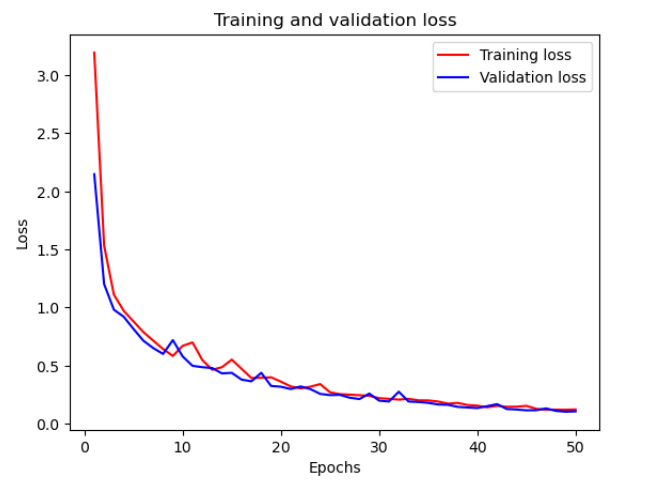 Training and validation loss
Training loss
Validation loss
3.0
2.5
2.0
1.5
1.0
0.5
0.0
Loss
0 10 20 30 40 50
Epochs